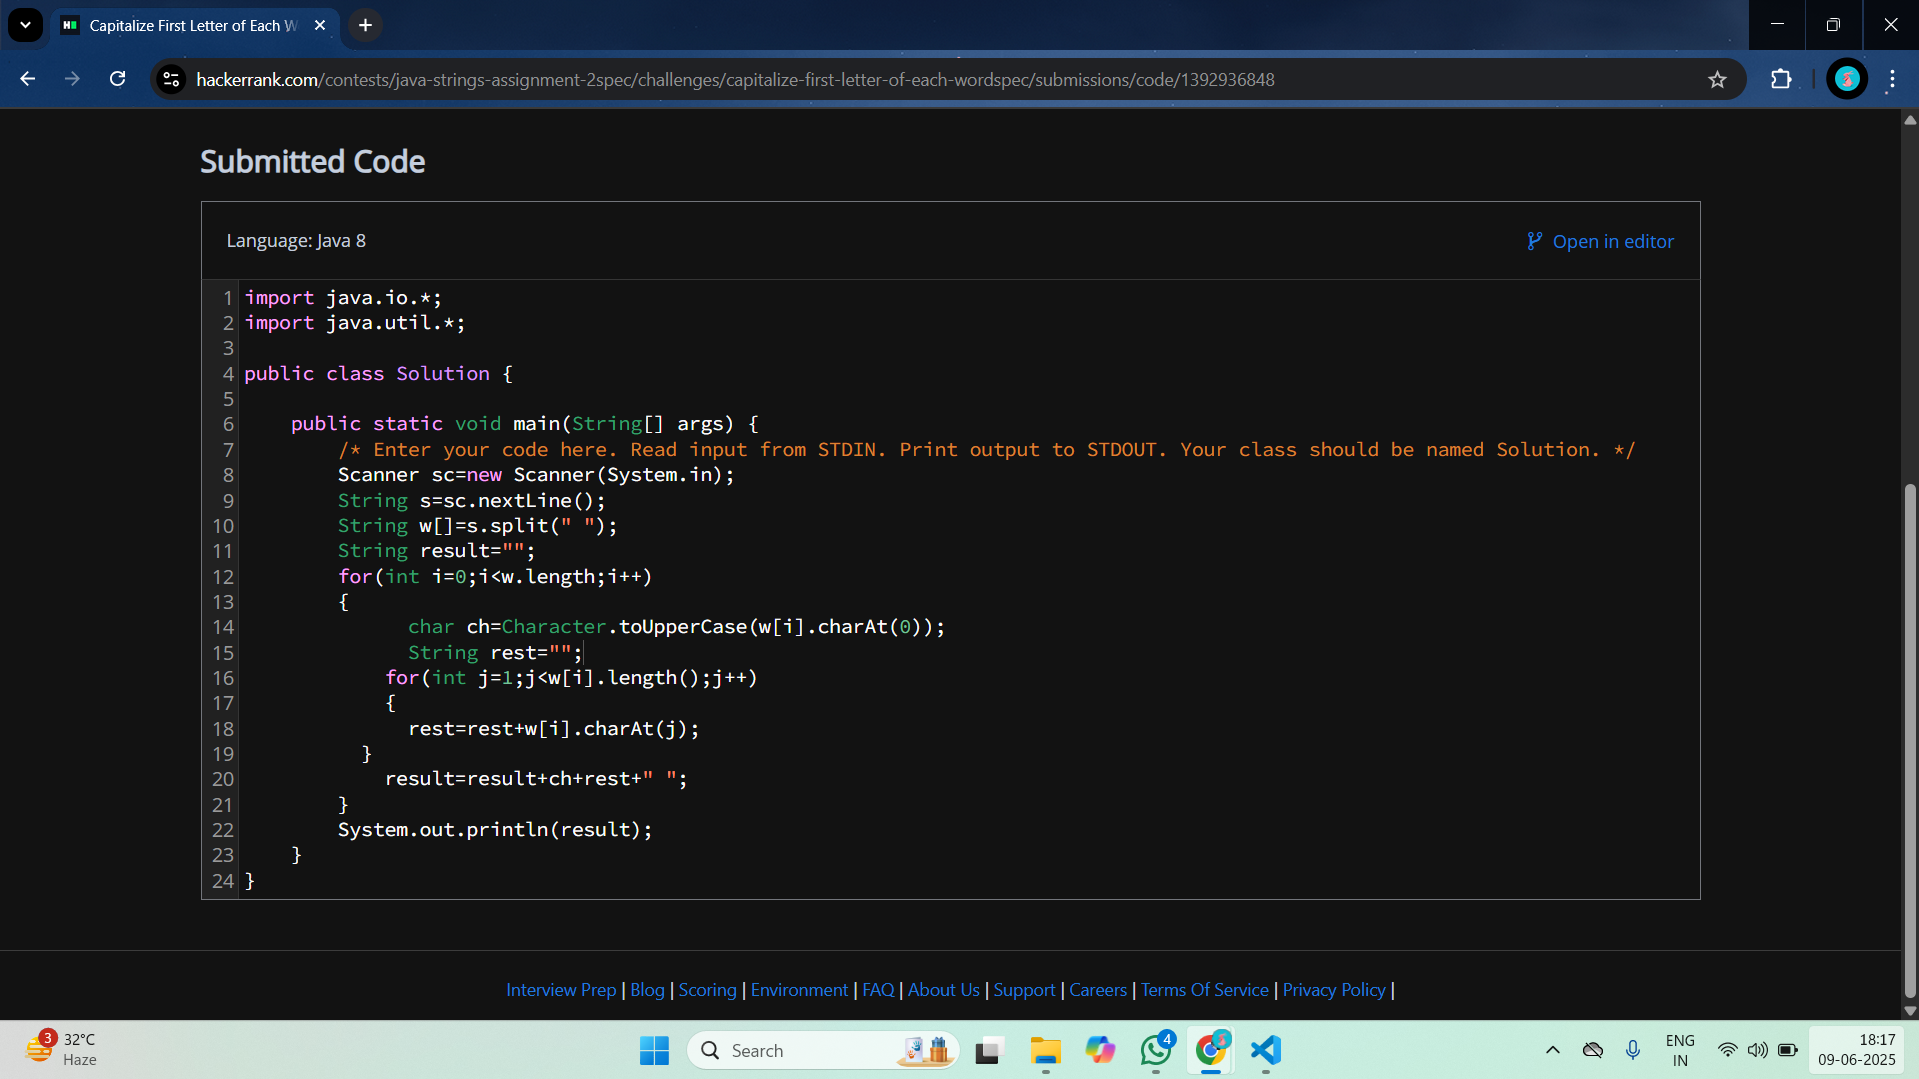 Capitalize First Letter of Each W
hackerrank.com/contests/java-strings-assignment-2spec/challenges/capitalize-first-letter-of-each-wordspec/submissions/code/1392936848
Submitted Code
Language: Java 8
Open in editor
1 import java.io.*;
2 import java.util.*;
3
4 public class Solution {
5
6     public static void main(String[] args) {
7         /* Enter your code here. Read input from STDIN. Print output to STDOUT. Your class should be named Solution. */
8         Scanner sc=new Scanner(System.in);
9         String s=sc.nextLine();
10         String w[]=s.split(" ");
11         String result="";
12         for(int i=0;i<w.length;i++)
13         {
14               char ch=Character.toUpperCase(w[i].charAt(0));
15               String rest="";
16             for(int j=1;j<w[i].length();j++)
17             {
18               rest=rest+w[i].charAt(j);
19           }
20             result=result+ch+rest+" ";
21         }
22         System.out.println(result);
23     }
24 }
Interview Prep | Blog | Scoring | Environment | FAQ | About Us | Support | Careers | Terms Of Service | Privacy Policy |
3
32°C
Haze
Search
4
ENG
IN
18:17
09-06-2025